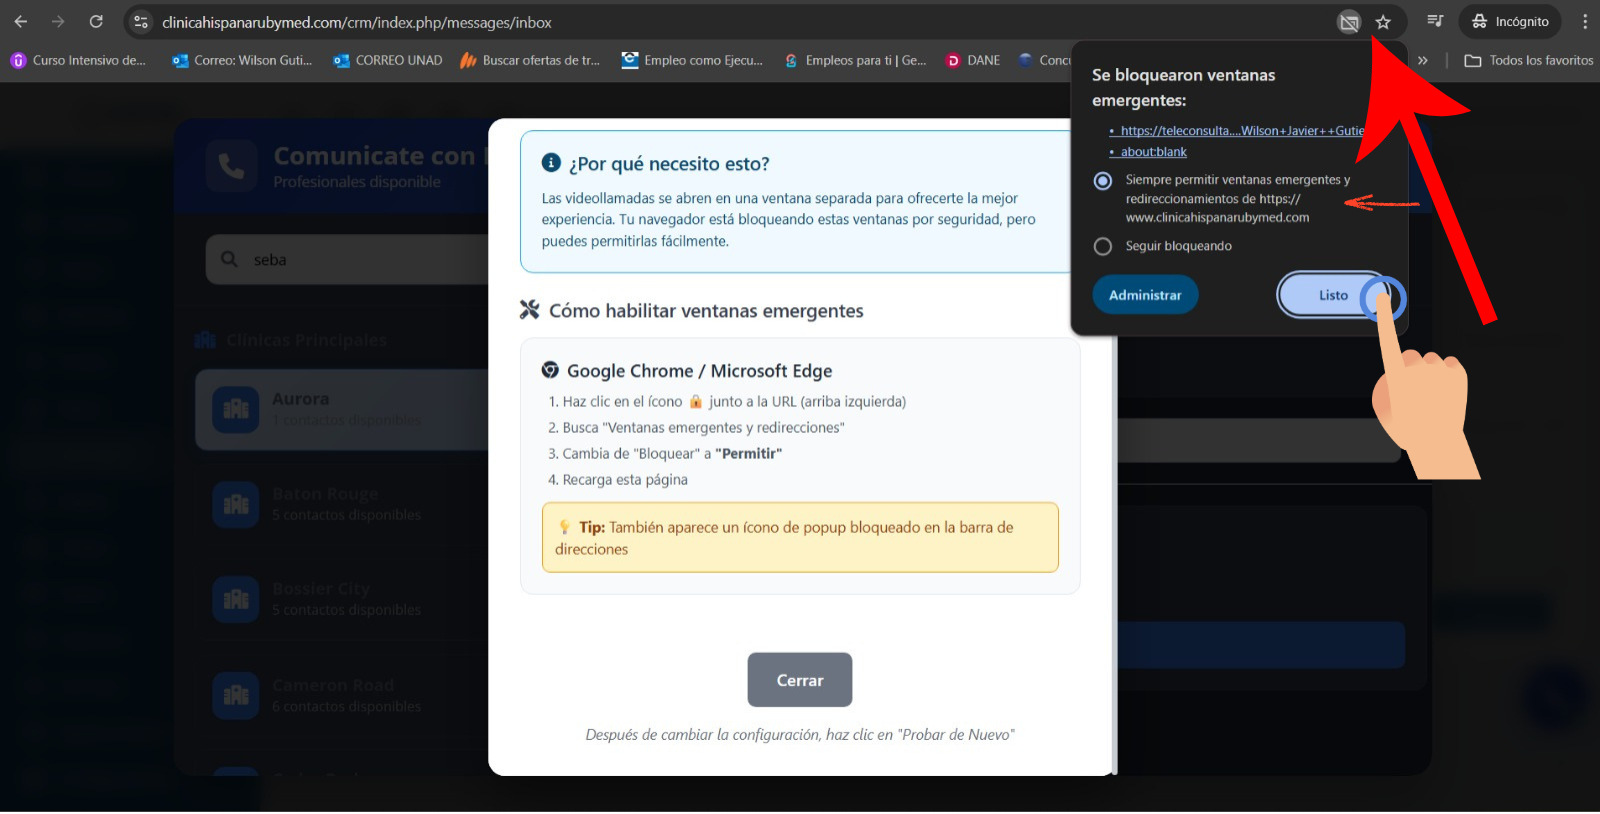 clinicahispanarubymed.com/crm/index.php/messages/inbox
Incógnito
Curso Intensivo de...
Correo: Wilson Guti...
CORREO UNAD
Buscar ofertas de tr...
Empleo como Ejecu...
Empleos para ti | Ge...
DANE
»
Todos los favoritos
Se bloquearon ventanas
emergentes:
• https://teleconsulta....Wilson+Javier++Gutie
• about:blank
Siempre permitir ventanas emergentes y
redireccionamientos de https://
www.clinicahispanarubymed.com
Seguir bloqueando
Administrar
Listo
Comunicate con
Profesionales disponible
seba
Clínicas Principales
Aurora
1 contactos disponibles
Baton Rouge
5 contactos disponibles
Bossier City
5 contactos disponibles
Cameron Road
6 contactos disponibles
¿Por qué necesito esto?
Las videollamadas se abren en una ventana separada para ofrecerte la mejor
experiencia. Tu navegador está bloqueando estas ventanas por seguridad, pero
puedes permitirlas fácilmente.
Cómo habilitar ventanas emergentes
Google Chrome / Microsoft Edge
1. Haz clic en el ícono 🔒 junto a la URL (arriba izquierda)
2. Busca "Ventanas emergentes y redirecciones"
3. Cambia de "Bloquear" a "Permitir"
4. Recarga esta página
💡 Tip: También aparece un ícono de popup bloqueado en la barra de
direcciones
Cerrar
Después de cambiar la configuración, haz clic en "Probar de Nuevo"